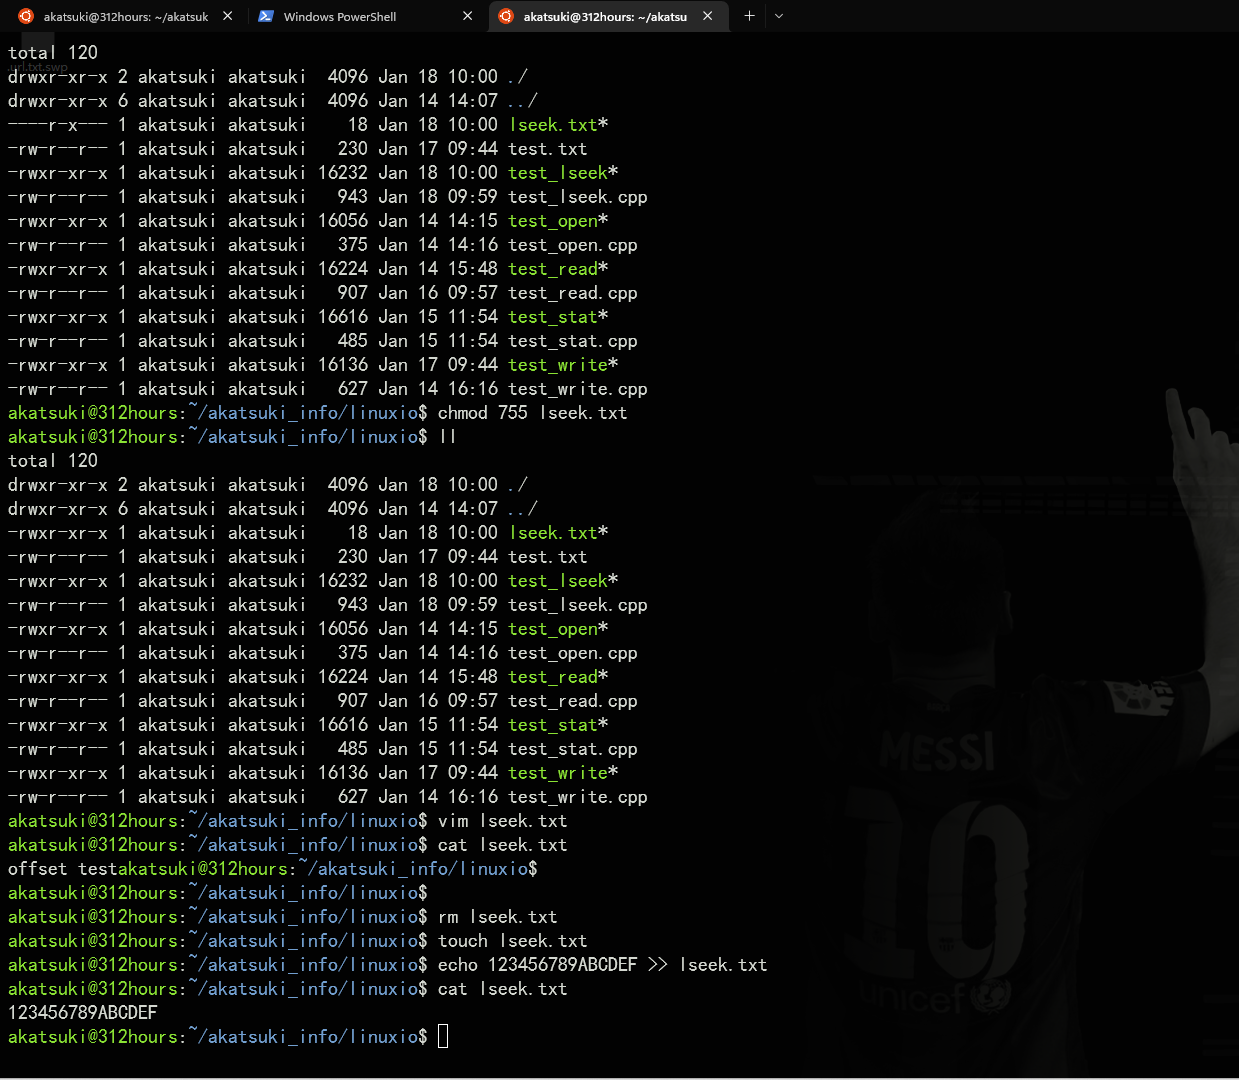 akatsuki@312hours: ~/akatsuk
Windows PowerShell
akatsuki@312hours: ~/akatsu
total 120
.url.txt.swp
drwxr-xr-x 2 akatsuki akatsuki  4096 Jan 18 10:00 ./
drwxr-xr-x 6 akatsuki akatsuki  4096 Jan 14 14:07 ../
----r-x--- 1 akatsuki akatsuki    18 Jan 18 10:00 lseek.txt*
-rw-r--r-- 1 akatsuki akatsuki   230 Jan 17 09:44 test.txt
-rwxr-xr-x 1 akatsuki akatsuki 16232 Jan 18 10:00 test_lseek*
-rw-r--r-- 1 akatsuki akatsuki   943 Jan 18 09:59 test_lseek.cpp
-rwxr-xr-x 1 akatsuki akatsuki 16056 Jan 14 14:15 test_open*
-rw-r--r-- 1 akatsuki akatsuki   375 Jan 14 14:16 test_open.cpp
-rwxr-xr-x 1 akatsuki akatsuki 16224 Jan 14 15:48 test_read*
-rw-r--r-- 1 akatsuki akatsuki   907 Jan 16 09:57 test_read.cpp
-rwxr-xr-x 1 akatsuki akatsuki 16616 Jan 15 11:54 test_stat*
-rw-r--r-- 1 akatsuki akatsuki   485 Jan 15 11:54 test_stat.cpp
-rwxr-xr-x 1 akatsuki akatsuki 16136 Jan 17 09:44 test_write*
-rw-r--r-- 1 akatsuki akatsuki   627 Jan 14 16:16 test_write.cpp
akatsuki@312hours:~/akatsuki_info/linuxio$ chmod 755 lseek.txt
akatsuki@312hours:~/akatsuki_info/linuxio$ ll
total 120
drwxr-xr-x 2 akatsuki akatsuki  4096 Jan 18 10:00 ./
drwxr-xr-x 6 akatsuki akatsuki  4096 Jan 14 14:07 ../
-rwxr-xr-x 1 akatsuki akatsuki    18 Jan 18 10:00 lseek.txt*
-rw-r--r-- 1 akatsuki akatsuki   230 Jan 17 09:44 test.txt
-rwxr-xr-x 1 akatsuki akatsuki 16232 Jan 18 10:00 test_lseek*
-rw-r--r-- 1 akatsuki akatsuki   943 Jan 18 09:59 test_lseek.cpp
-rwxr-xr-x 1 akatsuki akatsuki 16056 Jan 14 14:15 test_open*
-rw-r--r-- 1 akatsuki akatsuki   375 Jan 14 14:16 test_open.cpp
-rwxr-xr-x 1 akatsuki akatsuki 16224 Jan 14 15:48 test_read*
-rw-r--r-- 1 akatsuki akatsuki   907 Jan 16 09:57 test_read.cpp
-rwxr-xr-x 1 akatsuki akatsuki 16616 Jan 15 11:54 test_stat*
-rw-r--r-- 1 akatsuki akatsuki   485 Jan 15 11:54 test_stat.cpp
-rwxr-xr-x 1 akatsuki akatsuki 16136 Jan 17 09:44 test_write*
-rw-r--r-- 1 akatsuki akatsuki   627 Jan 14 16:16 test_write.cpp
akatsuki@312hours:~/akatsuki_info/linuxio$ vim lseek.txt
akatsuki@312hours:~/akatsuki_info/linuxio$ cat lseek.txt
offset testakatsuki@312hours:~/akatsuki_info/linuxio$
akatsuki@312hours:~/akatsuki_info/linuxio$
akatsuki@312hours:~/akatsuki_info/linuxio$ rm lseek.txt
akatsuki@312hours:~/akatsuki_info/linuxio$ touch lseek.txt
akatsuki@312hours:~/akatsuki_info/linuxio$ echo 123456789ABCDEF >> lseek.txt
akatsuki@312hours:~/akatsuki_info/linuxio$ cat lseek.txt
123456789ABCDEF
akatsuki@312hours:~/akatsuki_info/linuxio$
MESSI
10
unicef